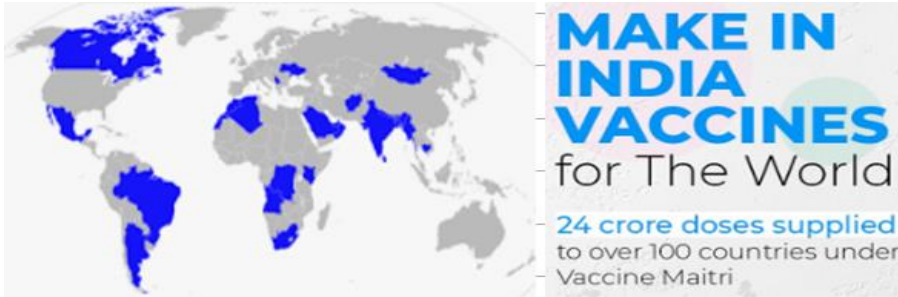 MAKE IN
INDIA
VACCINES
for The World
24 crore doses supplied
to over 100 countries under
Vaccine Maitri